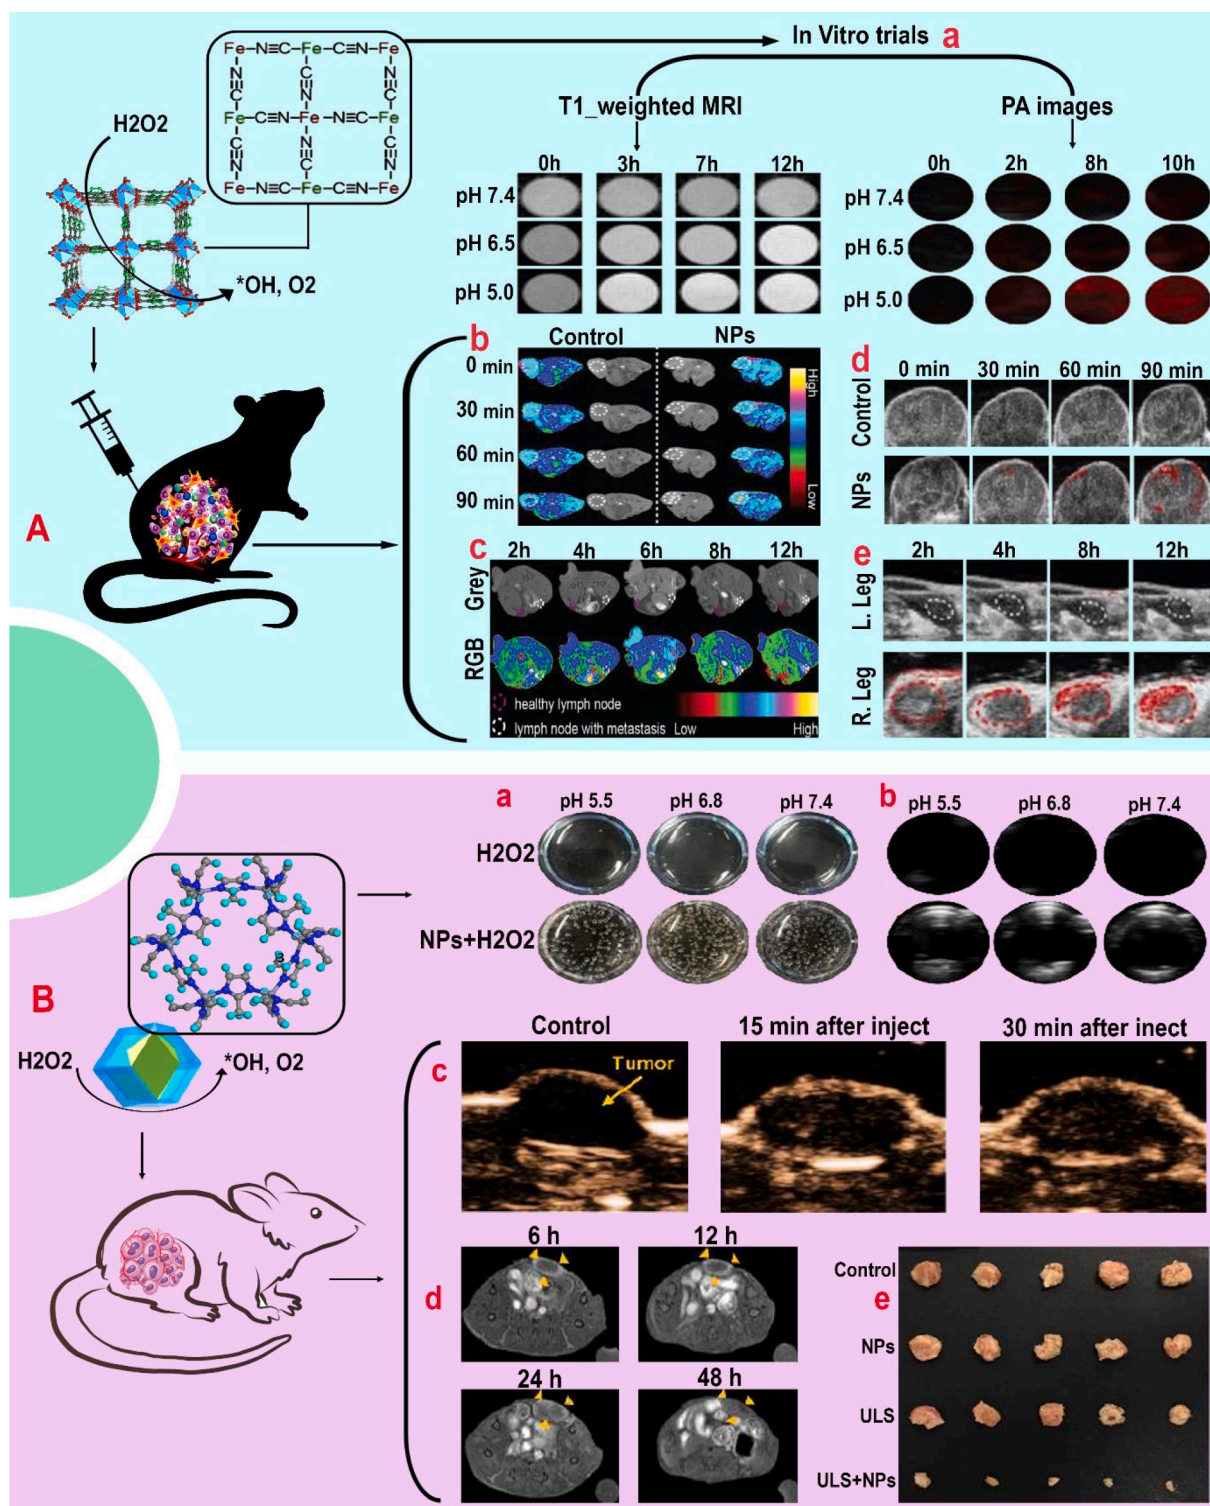 In Vitro trials a
Fe—N≡C—Fe—C≡N—Fe
N≡C C≡N N≡C
Fe—C≡N—Fe—N≡C—Fe
C≡N N≡C C≡N
Fe—N≡C—Fe—C≡N—Fe
H2O2
*OH, O2
T1_weighted MRI
0h 3h 7h 12h
pH 7.4
pH 6.5
pH 5.0
PA images
0h 2h 8h 10h
pH 7.4
pH 6.5
pH 5.0
A
b
Control NPs
0 min
30 min
60 min
90 min
High
Low
c
2h 4h 6h 8h 12h
Grey
RGB
healthy lymph node
lymph node with metastasis Low High
d
0 min 30 min 60 min 90 min
Control
NPs
e
2h 4h 8h 12h
L. Leg
R. Leg
B
H2O2
*OH, O2
a
pH 5.5 pH 6.8 pH 7.4
H2O2
NPs+H2O2
b
pH 5.5 pH 6.8 pH 7.4
Control 15 min after inject 30 min after inect
c
Tumor
d
6 h 12 h
24 h 48 h
Control
e
NPs
ULS
ULS+NPs